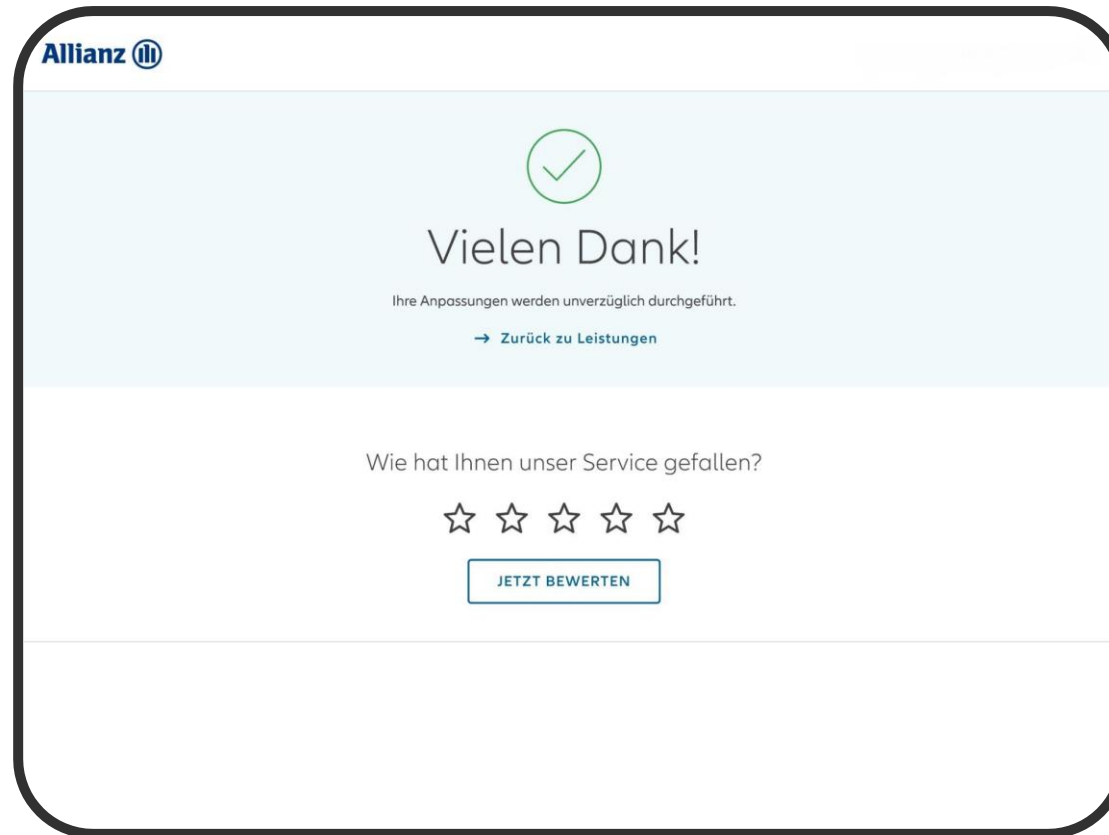 Allianz
Vielen Dank!
Ihre Anpassungen werden unverzüglich durchgeführt.
→ Zurück zu Leistungen
Wie hat Ihnen unser Service gefallen?
JETZT BEWERTEN